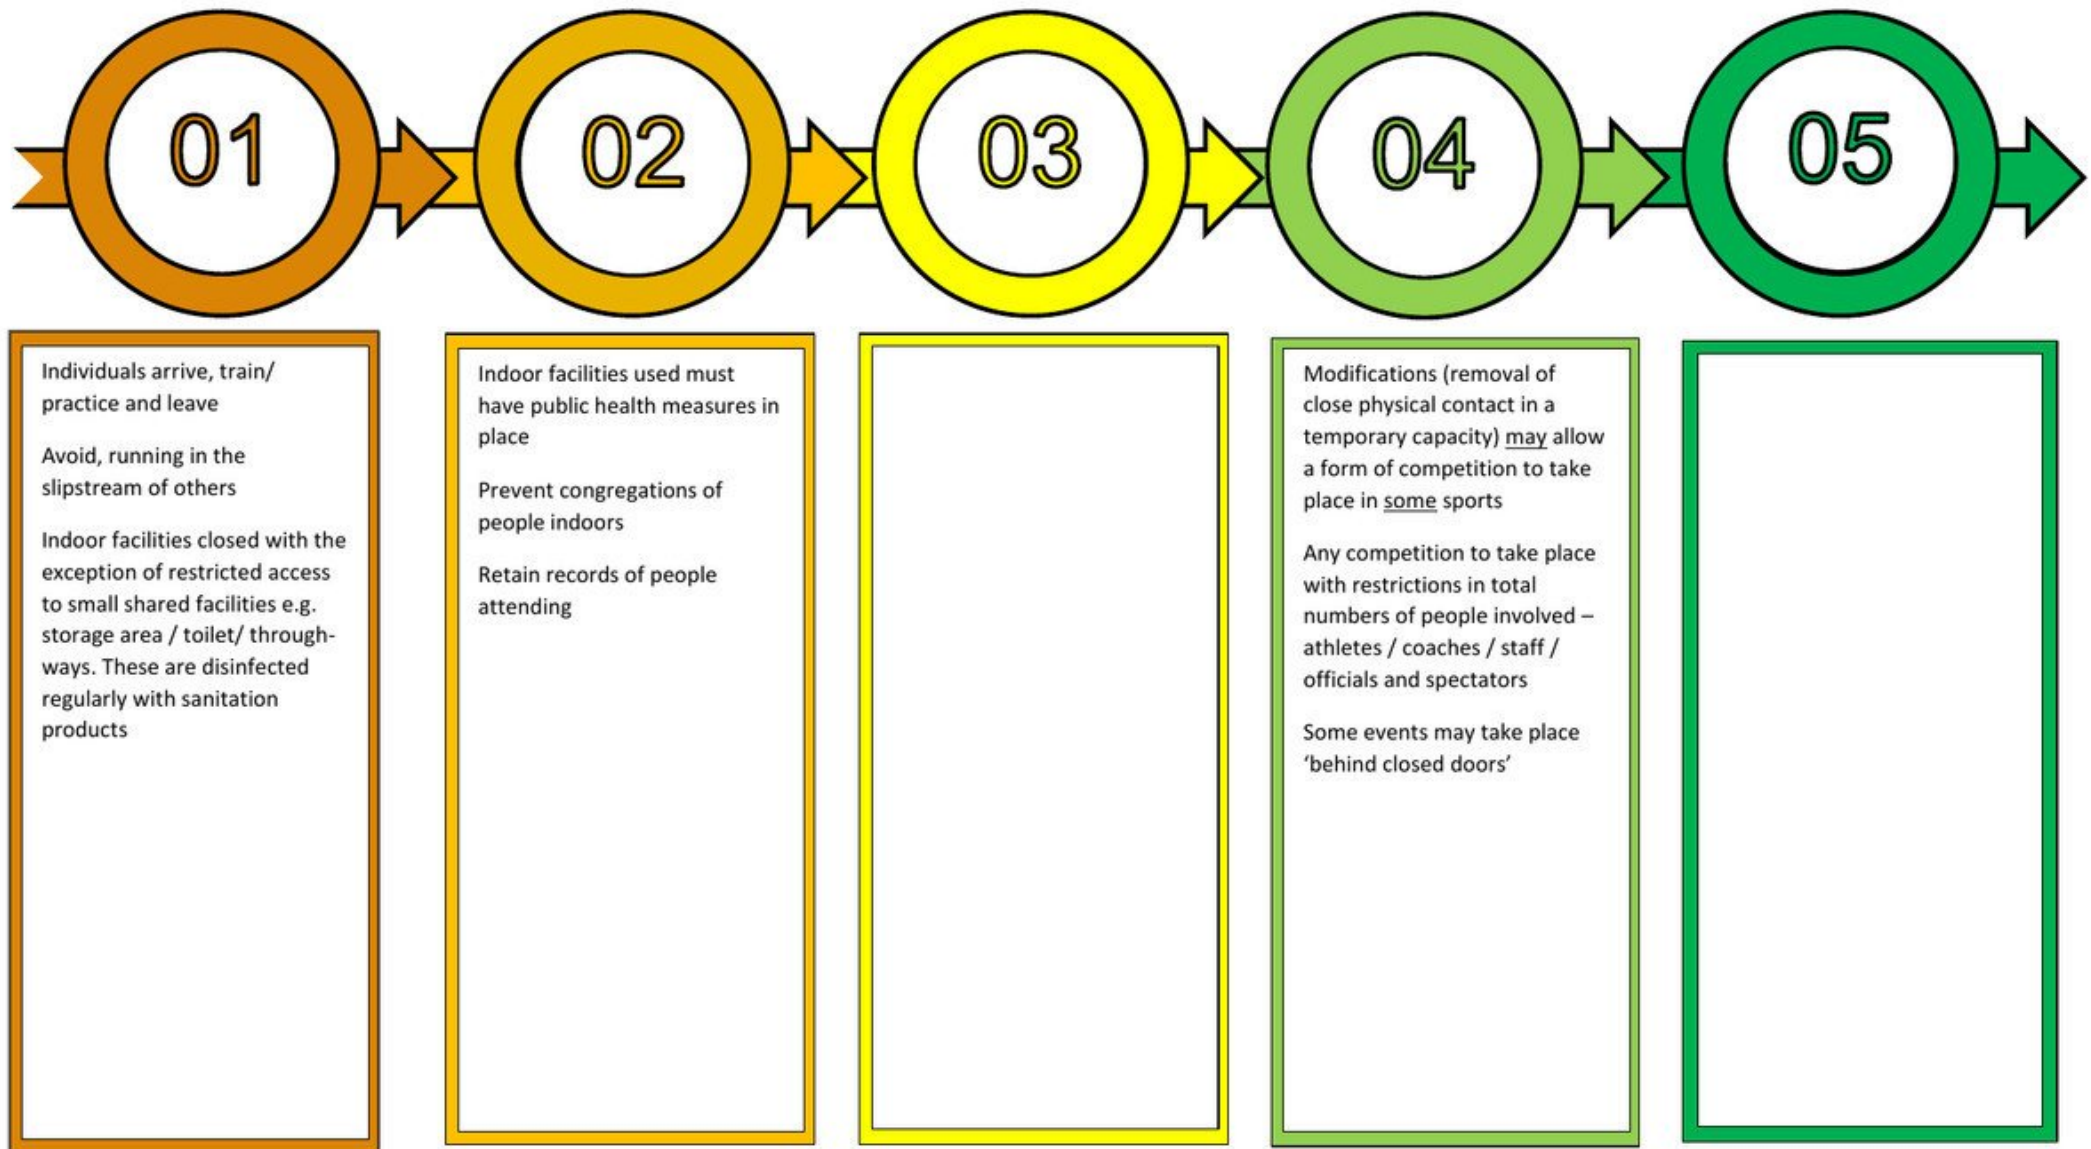 01
02
03
04
05
Individuals arrive, train/
practice and leave
Avoid, running in the
slipstream of others
Indoor facilities closed with the
exception of restricted access
to small shared facilities e.g.
storage area / toilet/ through-
ways. These are disinfected
regularly with sanitation
products
Indoor facilities used must
have public health measures in
place
Prevent congregations of
people indoors
Retain records of people
attending
Modifications (removal of
close physical contact in a
temporary capacity) may allow
a form of competition to take
place in some sports
Any competition to take place
with restrictions in total
numbers of people involved –
athletes / coaches / staff /
officials and spectators
Some events may take place
‘behind closed doors’